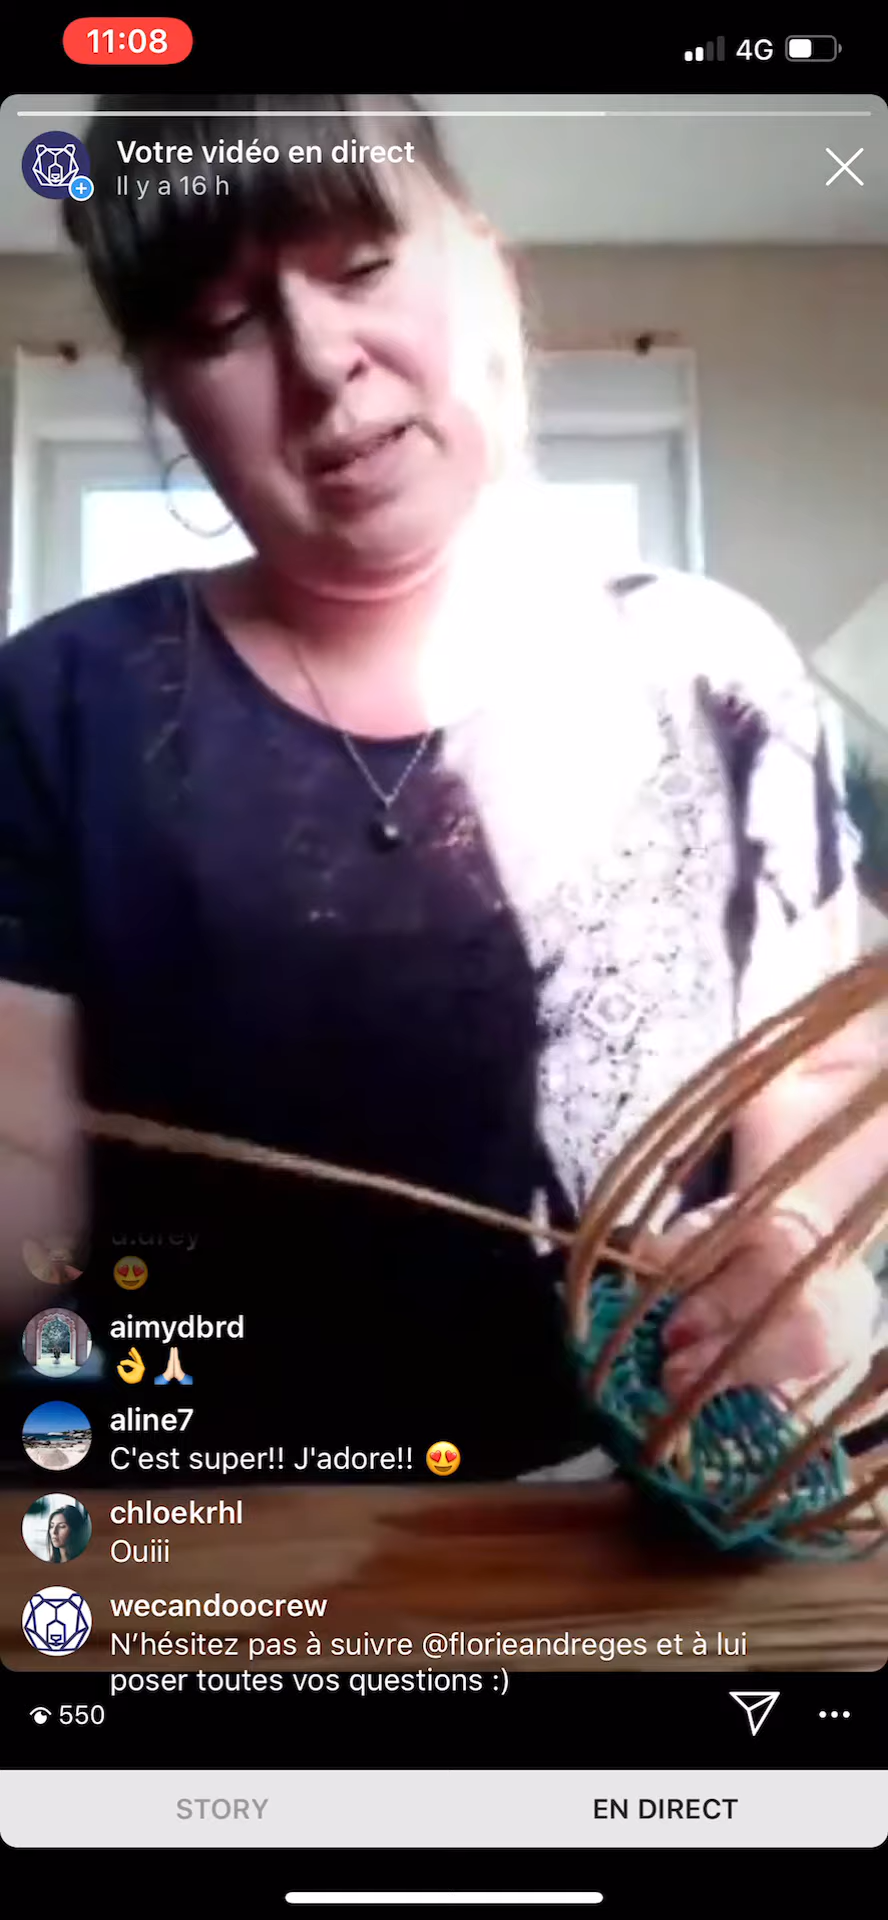 11:08
4G
Votre vidéo en direct
Il y a 16 h
aimydbrd
aline7
C'est super!! J'adore!!
chloekrhl
Ouiii
wecandoocrew
N'hésitez pas à suivre @florieandreges et à lui
poser toutes vos questions :)
550
STORY
EN DIRECT